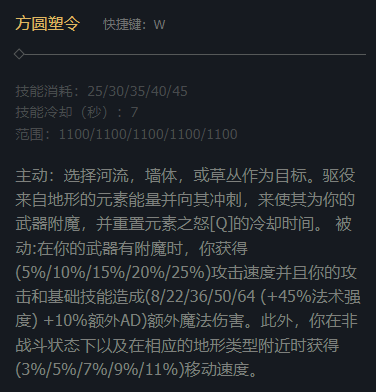 方圆塑令 快捷键：W
技能消耗：25/30/35/40/45
技能冷却（秒）：7
范围：1100/1100/1100/1100/1100
主动：选择河流，墙体，或草丛作为目标。驱役
来自地形的元素能量并向其冲刺，来使其为你的
武器附魔，并重置元素之怒[Q]的冷却时间。 被
动:在你的武器有附魔时，你获得
(5%/10%/15%/20%/25%)攻击速度并且你的攻
击和基础技能造成(8/22/36/50/64 (+45%法术强
度) +10%额外AD)额外魔法伤害。此外，你在非
战斗状态下以及在相应的地形类型附近时获得
(3%/5%/7%/9%/11%)移动速度。